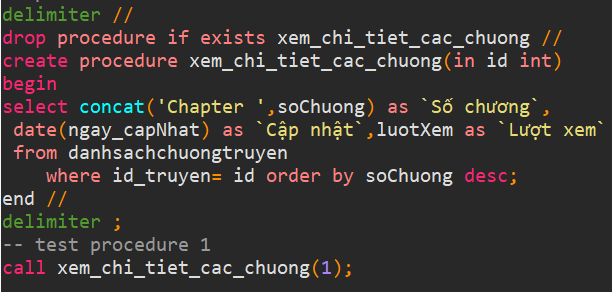 delimiter //
drop procedure if exists xem_chi_tiet_cac_chuong //
create procedure xem_chi_tiet_cac_chuong(in id int)
begin
select concat('Chapter ',soChuong) as `Số chương`,
date(ngay_capNhat) as `Cập nhật`,luotXem as `Lượt xem`
from danhsachchuongtruyen
where id_truyen= id order by soChuong desc;
end //
delimiter ;
-- test procedure 1
call xem_chi_tiet_cac_chuong(1);